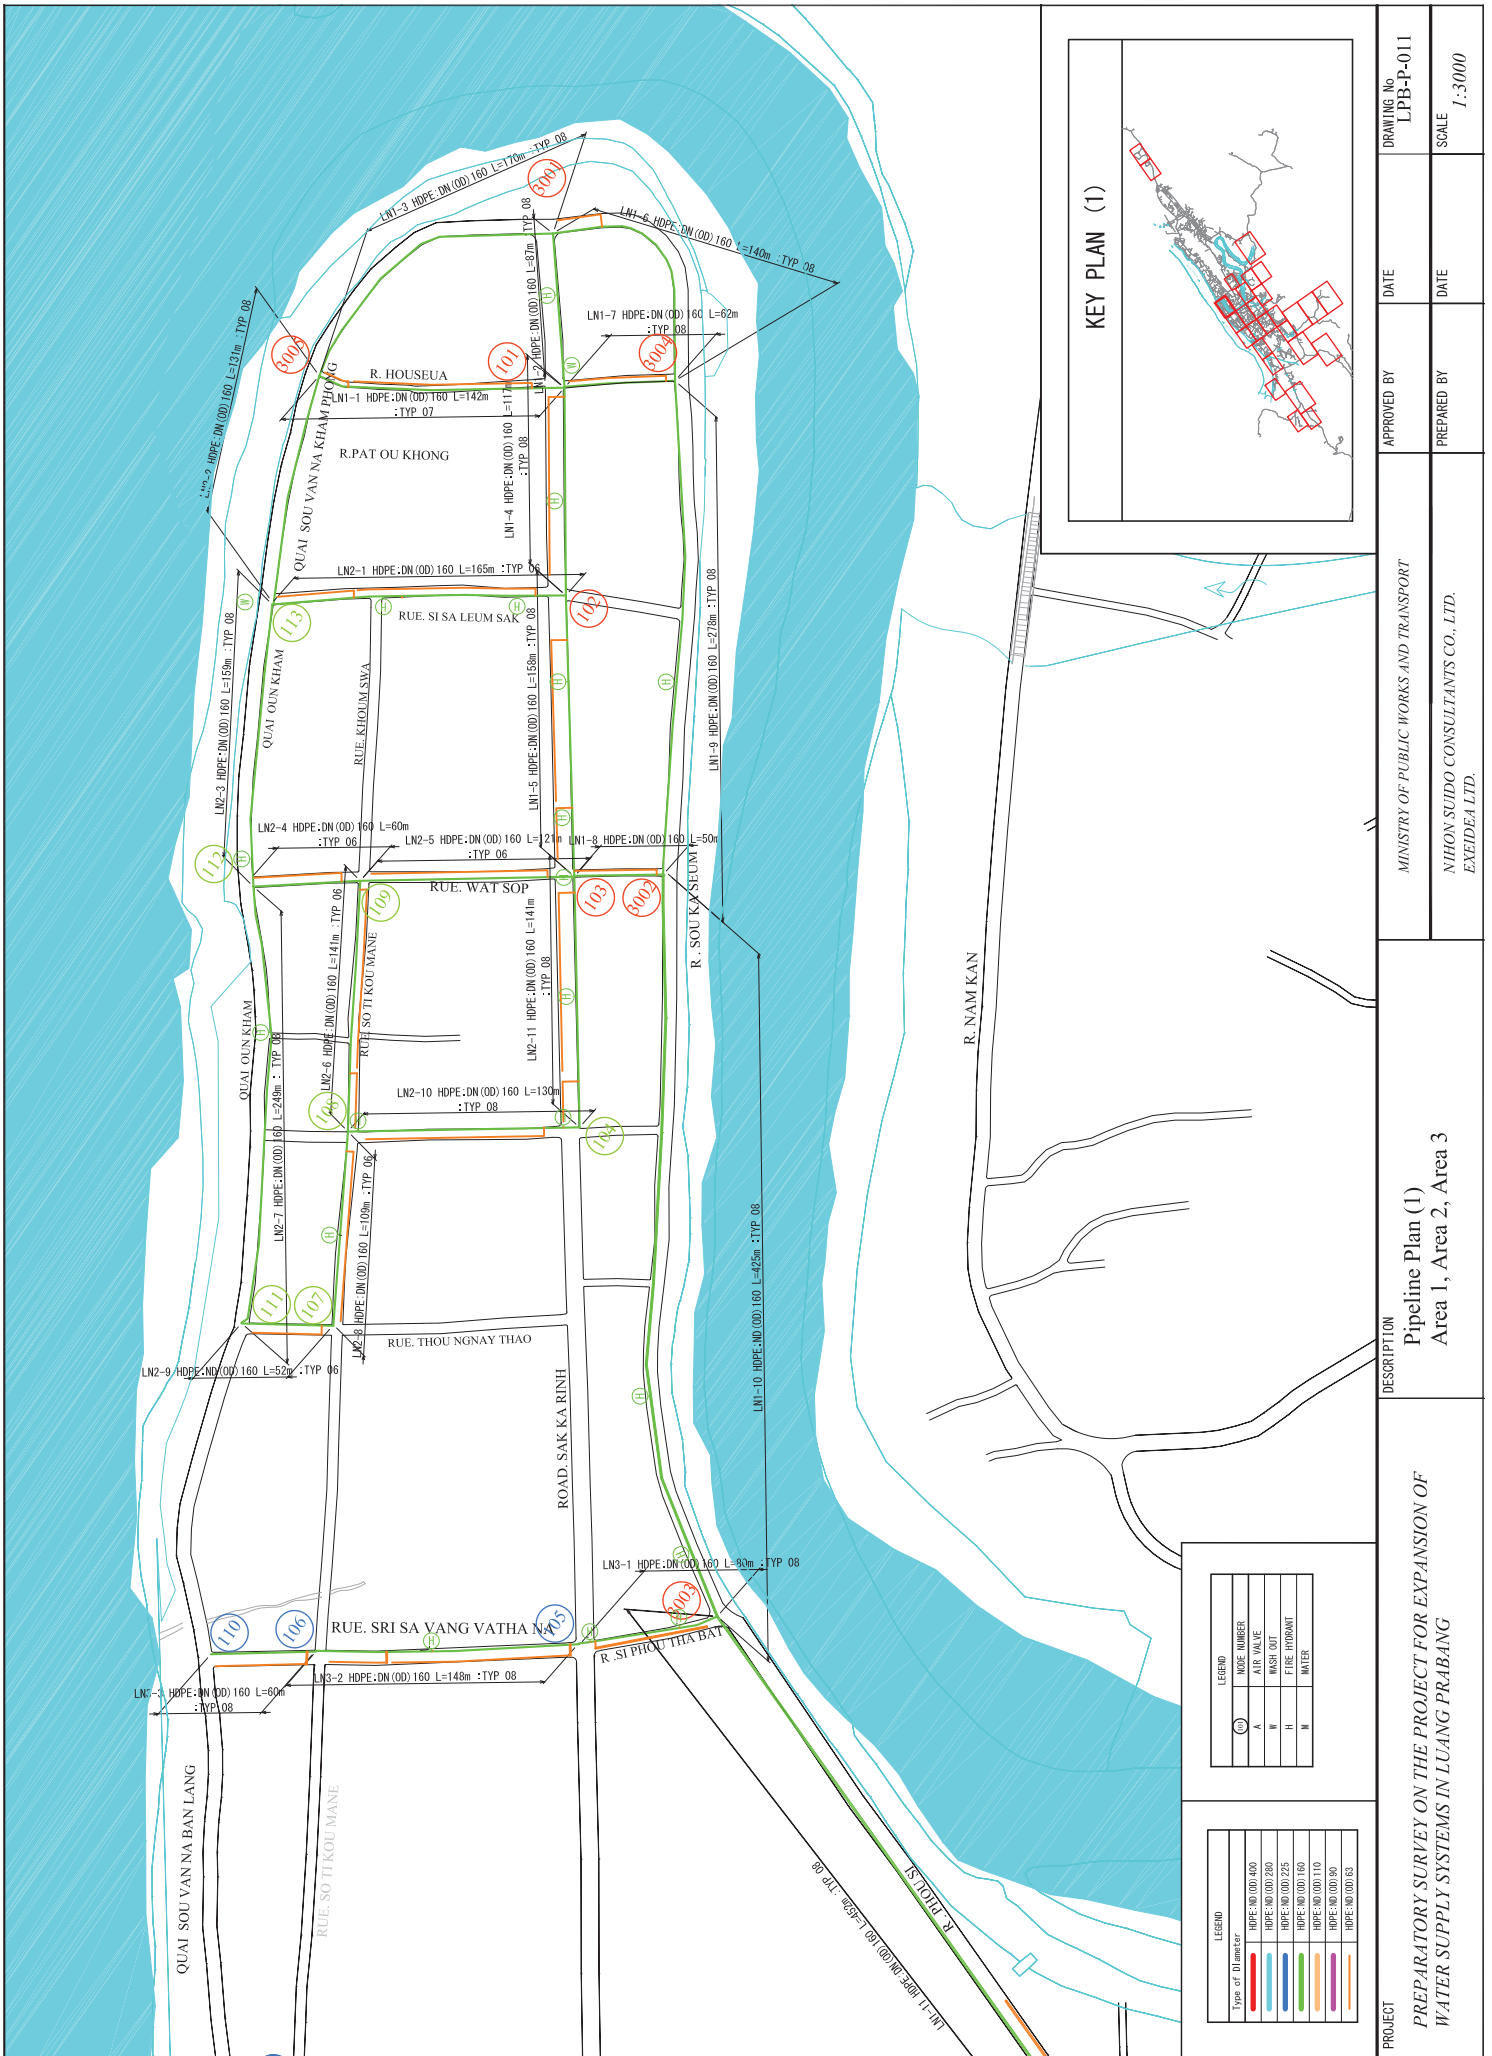 LN1-3 HDPE:DN(OD)160 L=170m :TYP 08
3001
LN1-6 HDPE:DN(OD)160 L=140m :TYP 08
LN1-2 HDPE:DN(OD)160 L=87m :TYP 08
HDPE:DN(OD)160 L=131m :TYP 08
3005
R. HOUSEUA
101
LN1-7 HDPE:DN(OD)160 L=62m
:TYP 08
3004
LN1-1 HDPE:DN(OD)160 L=142m
:TYP 07
QUAI SOU VAN NA KHAM PHONG
R.PAT OU KHONG
LN1-4 HDPE:DN(OD)160 L=117m
:TYP 08
LN2-1 HDPE:DN(OD)160 L=165m :TYP 06
113
RUE. SI SA LEUM SAK
102
LN2-3 HDPE:DN(OD)160 L=159m :TYP 08
QUAI OUN KHAM
RUE. KHOUM SWA
LN1-5 HDPE:DN(OD)160 L=158m :TYP 08
LN1-9 HDPE:DN(OD)160 L=278m :TYP 08
112
LN2-4 HDPE:DN(OD)160 L=60m
:TYP 06
LN2-5 HDPE:DN(OD)160 L=121m
:TYP 06
LN1-8 HDPE:DN(OD)160 L=50m
RUE. WAT SOP
109
103
3002
R . SOU KA SEUM
LN2-6 HDPE:DN(OD)160 L=141m :TYP 06
RUE. SO TI KOU MANE
LN2-11 HDPE:DN(OD)160 L=141m
:TYP 08
QUAI OUN KHAM
LN2-7 HDPE:DN(OD)160 L=249m : TYP 08
108
LN2-10 HDPE:DN(OD)160 L=130m
:TYP 08
104
LN2-8 HDPE:DN(OD)160 L=109m :TYP 06
111
107
RUE. THOU NGNAY THAO
LN2-9 HDPE:ND(OD)160 L=52m :TYP 06
ROAD. SAK KA RINH
LN1-10 HDPE:ND(OD)160 L=425m :TYP 08
R. NAM KAN
LN3-1 HDPE:DN(OD)160 L=80m :TYP 08
3003
110
106
RUE. SRI SA VANG VATHA NA
105
R .SI PHOU THA BAT
LN3-3 HDPE:DN(OD)160 L=60m
:TYP 08
LN3-2 HDPE:DN(OD)160 L=148m :TYP 08
QUAI SOU VAN NA BAN LANG
RUE. SO TI KOU MANE
LN1-11 HDPE:DN(OD)160 L=452m :TYP 08
R . PHOU SI
KEY PLAN (1)
LEGEND
101 NODE NUMBER
A AIR VALVE
W WASH OUT
H FIRE HYDRANT
M WATER
LEGEND
Type of Diameter
HDPE:ND(OD)400
HDPE:ND(OD)280
HDPE:ND(OD)225
HDPE:ND(OD)160
HDPE:ND(OD)110
HDPE:ND(OD)90
HDPE:ND(OD)63
PROJECT
PREPARATORY SURVEY ON THE PROJECT FOR EXPANSION OF
WATER SUPPLY SYSTEMS IN LUANG PRABANG
DESCRIPTION
Pipeline Plan (1)
Area 1, Area 2, Area 3
MINISTRY OF PUBLIC WORKS AND TRANSPORT
NIHON SUIDO CONSULTANTS CO., LTD.
EXEIDEA LTD.
APPROVED BY
DATE
DRAWING No
LPB-P-011
PREPARED BY
DATE
SCALE
1:3000